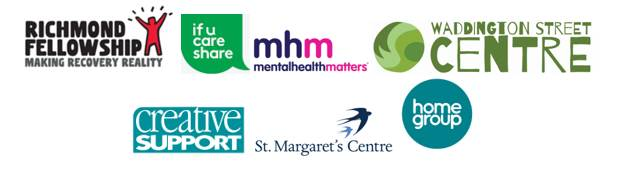 RICHMOND
FELLOWSHIP
MAKING RECOVERY REALITY
if u
care
share
mhm
mentalhealthmatters
WADDINGTON STREET
CENTRE
creative
SUPPORT
St. Margaret's Centre
home
group